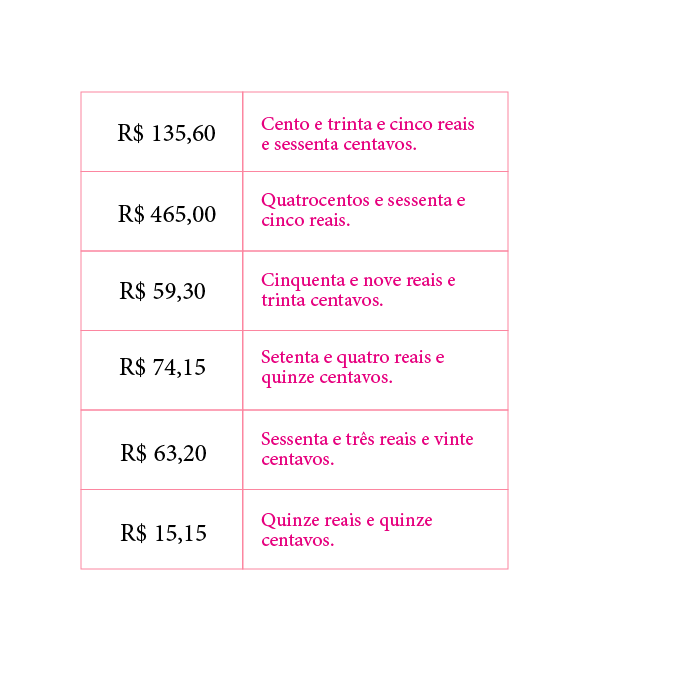 R$ 135,60
Cento e trinta e cinco reais
e sessenta centavos.
R$ 465,00
Quatrocentos e sessenta e
cinco reais.
R$ 59,30
Cinquenta e nove reais e
trinta centavos.
R$ 74,15
Setenta e quatro reais e
quinze centavos.
R$ 63,20
Sessenta e três reais e vinte
centavos.
R$ 15,15
Quinze reais e quinze
centavos.